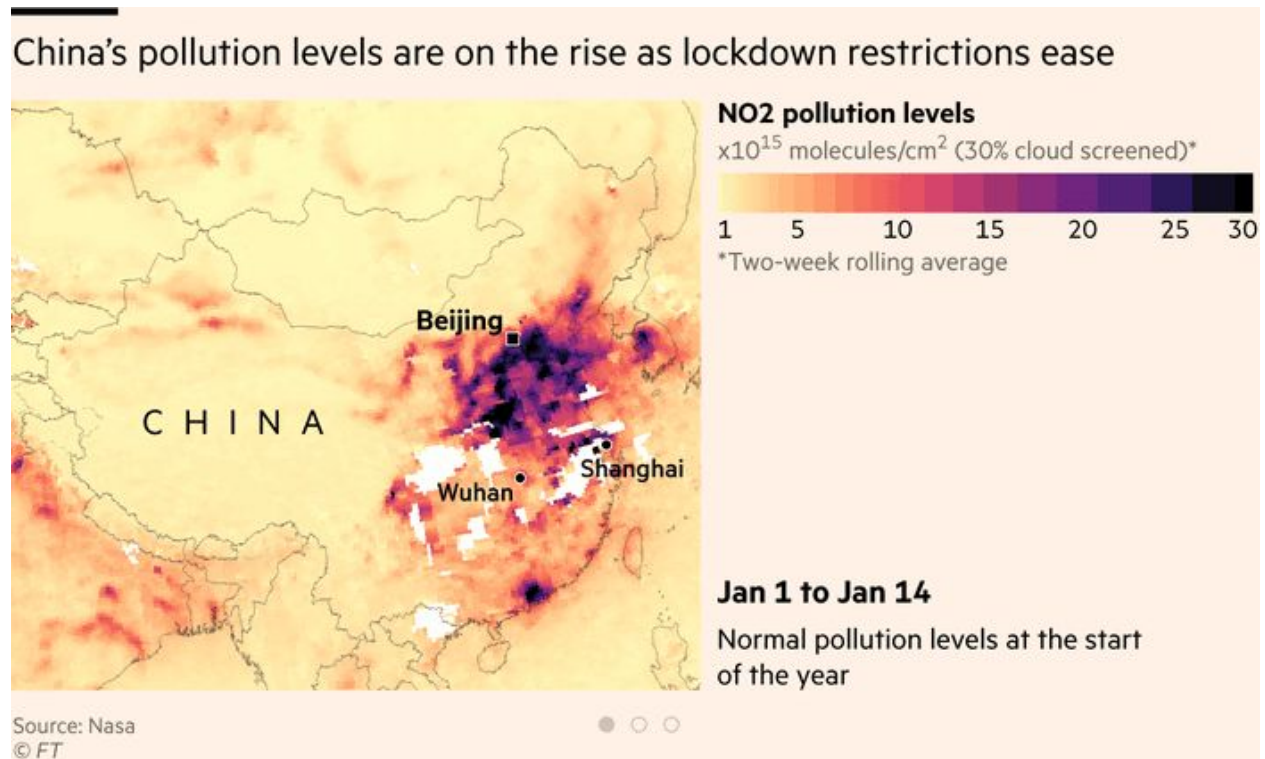 China's pollution levels are on the rise as lockdown restrictions ease
NO2 pollution levels
x10¹⁵ molecules/cm² (30% cloud screened)*
1 5 10 15 20 25 30
*Two-week rolling average
Beijing
CHINA
Shanghai
Wuhan
Jan 1 to Jan 14
Normal pollution levels at the start
of the year
Source: Nasa
© FT